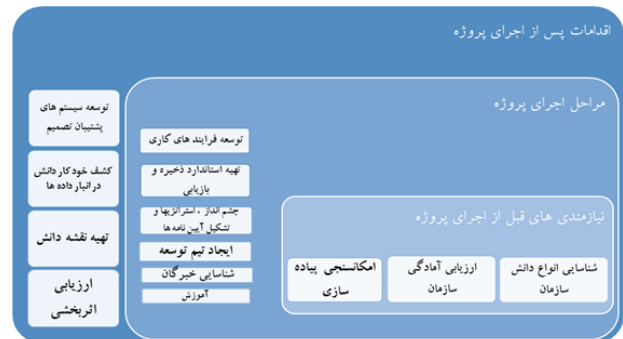 اقدامات پس از اجرای پروژه
مراحل اجرای پروژه
نیازمندی های قبل از اجرای پروژه
شناسایی انواع دانش
سازمان
ارزیابی آمادگی
سازمان
امکانسنجی پیاده
سازی
توسعه فرایند های کاری
تهیه استاندارد ذخیره و
بازیابی
چشم انداز ، استراتژیها و
تشکیل آیین نامه ها
ایجاد تیم توسعه
شناسایی خبرگان
آموزش
توسعه سیستم های
پشتیبان تصمیم
کشف خودکار دانش
در انبار داده ها
تهیه نقشه دانش
ارزیابی
اثربخشی